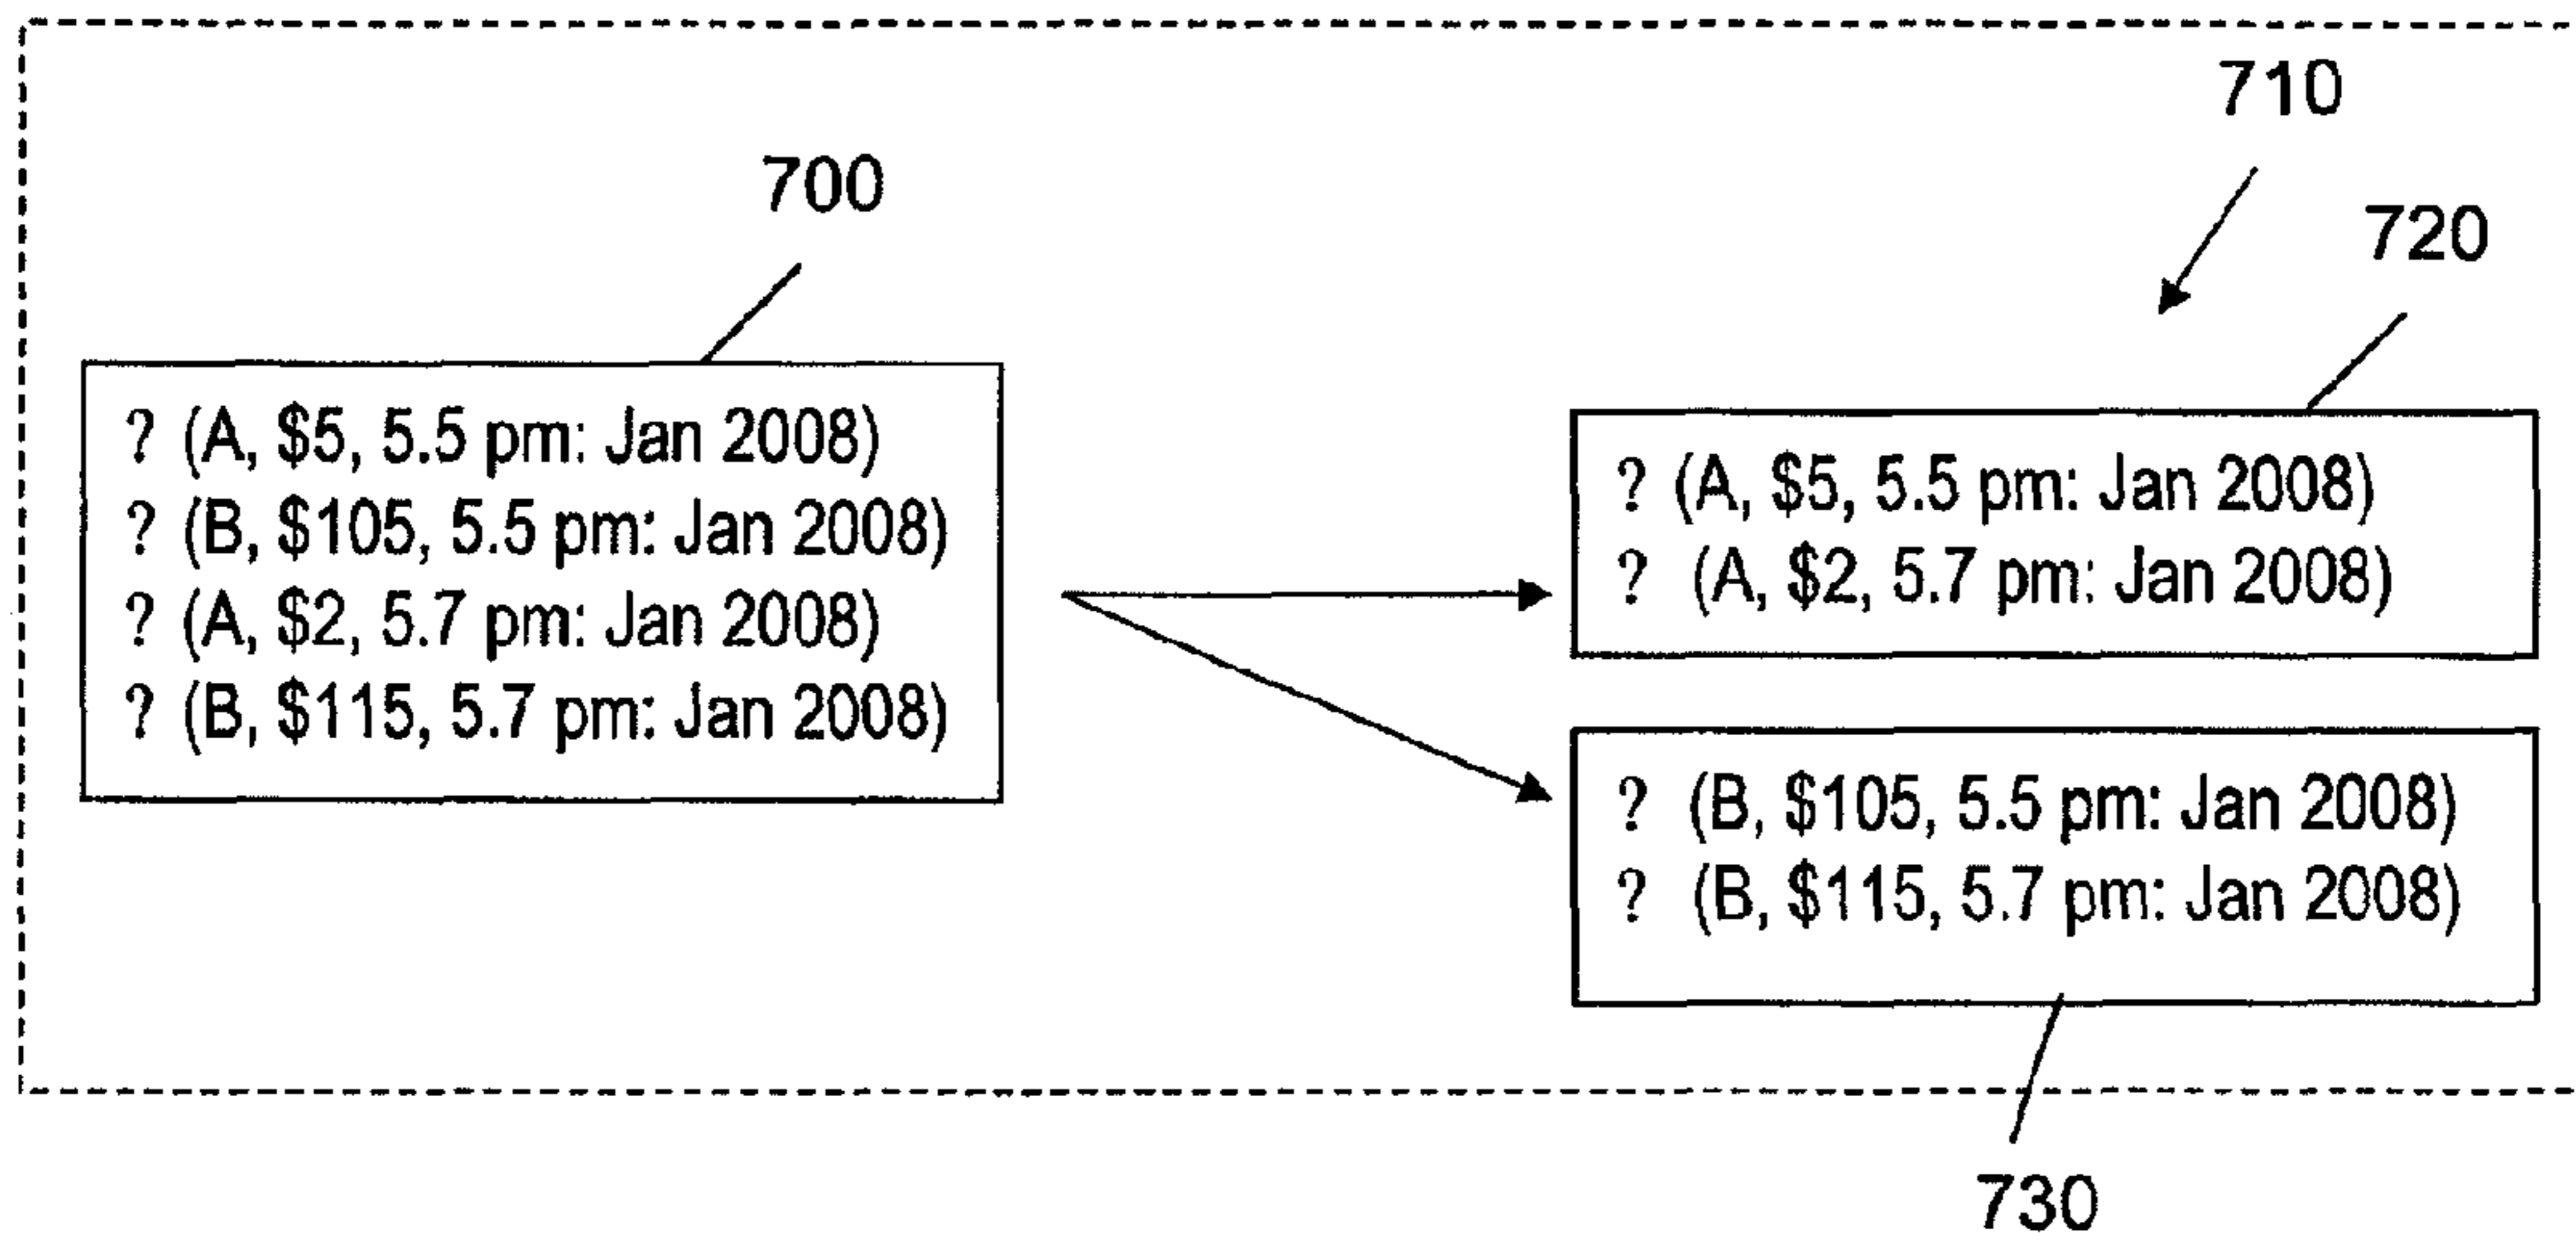 710
700
720
? (A, $5, 5.5 pm: Jan 2008)
? (B, $105, 5.5 pm: Jan 2008)
? (A, $2, 5.7 pm: Jan 2008)
? (B, $115, 5.7 pm: Jan 2008)
? (A, $5, 5.5 pm: Jan 2008)
? (A, $2, 5.7 pm: Jan 2008)
? (B, $105, 5.5 pm: Jan 2008)
? (B, $115, 5.7 pm: Jan 2008)
730